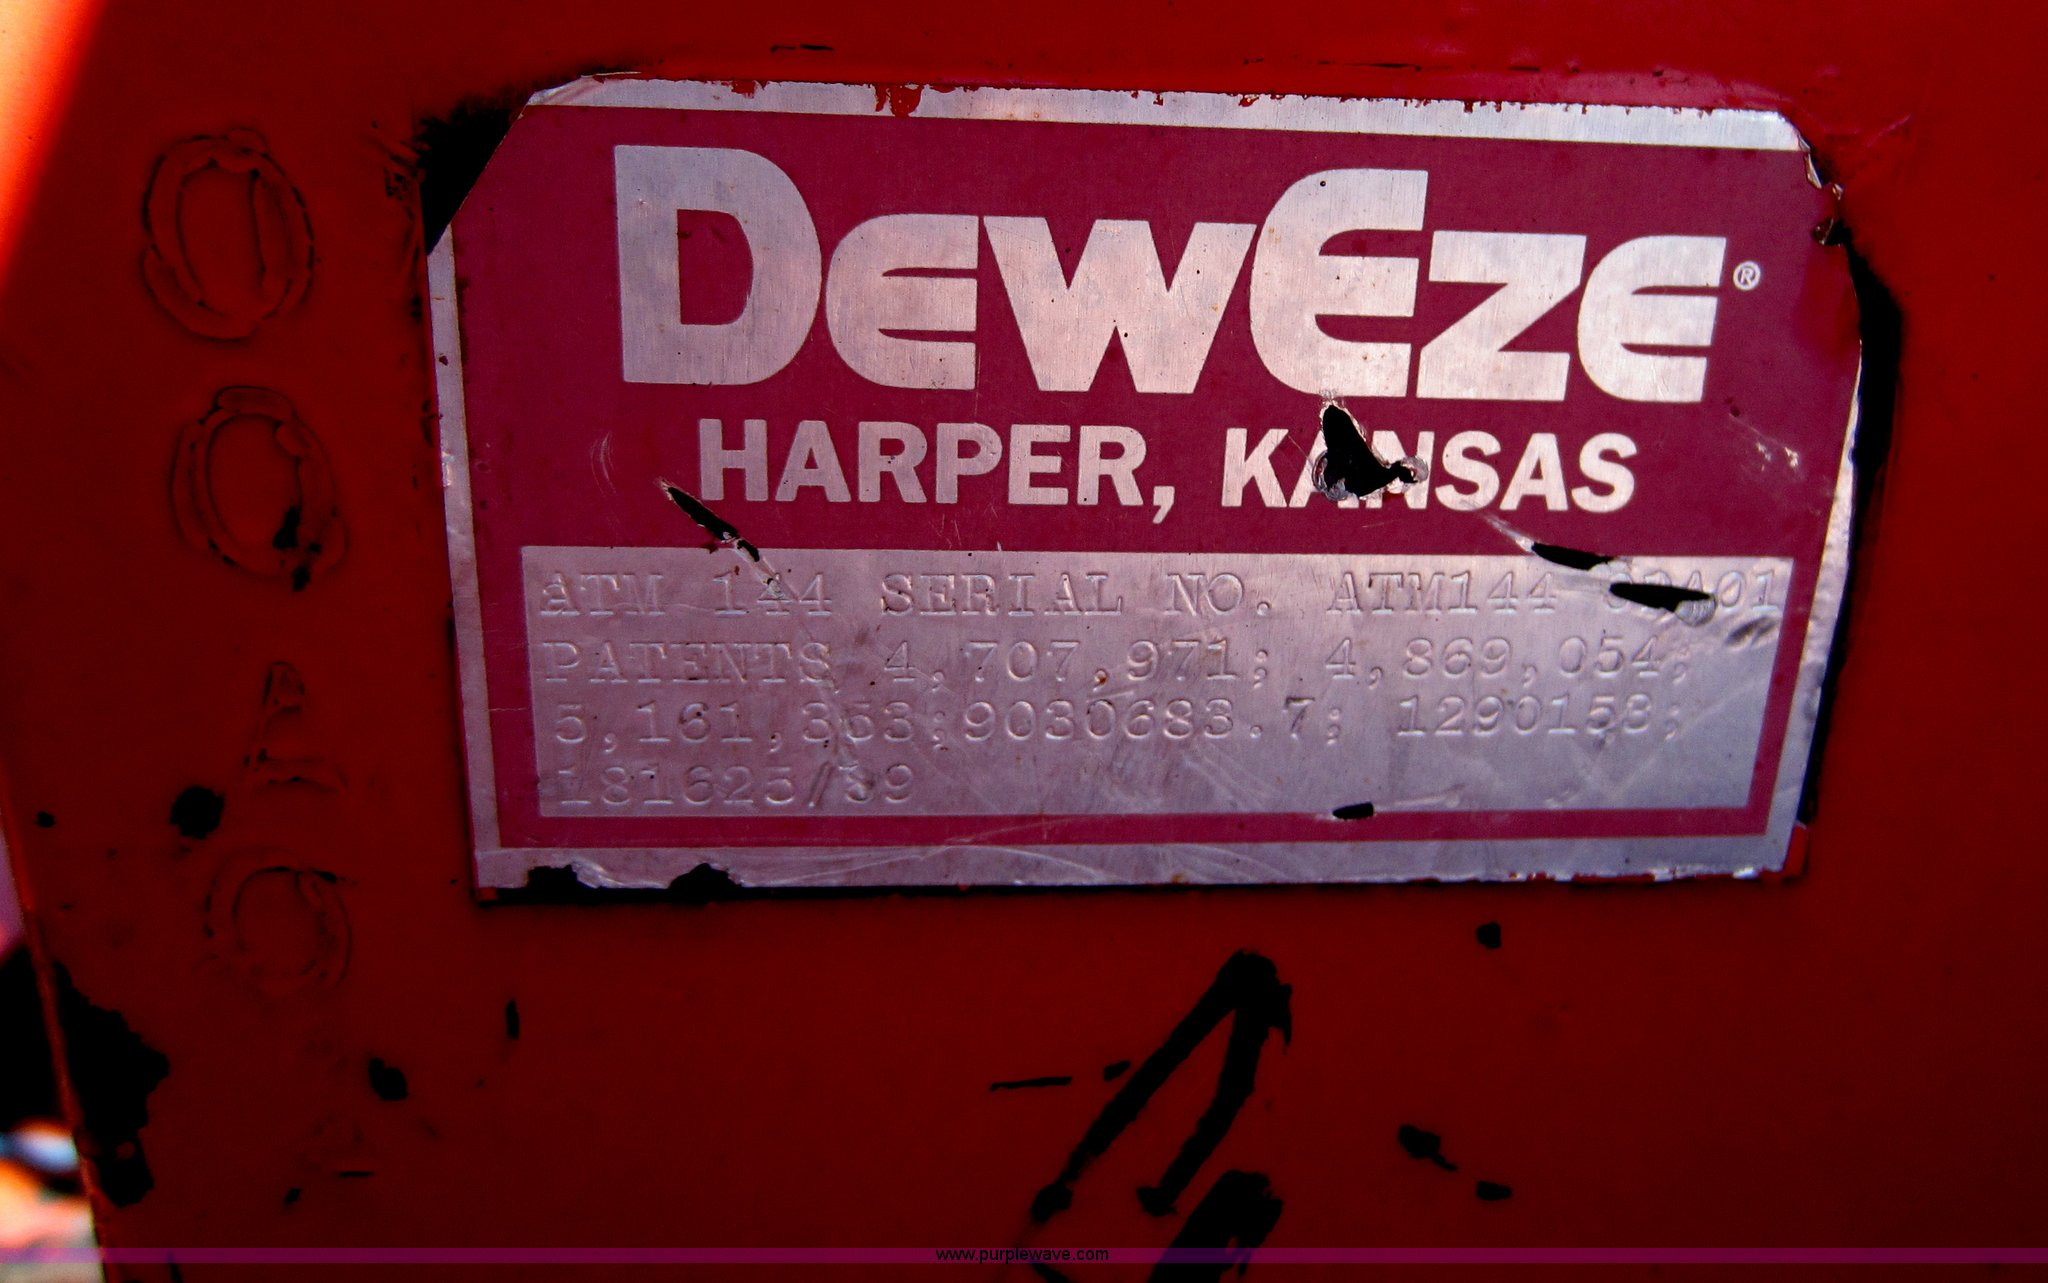 DEWEZE®
HARPER, KANSAS
ATM 144 SERIAL NO. ATM144
PATENTS 4,707,971; 4,869,054;
5,161,353;9030683.7; 1290158;
181625/59
www.purplewave.com